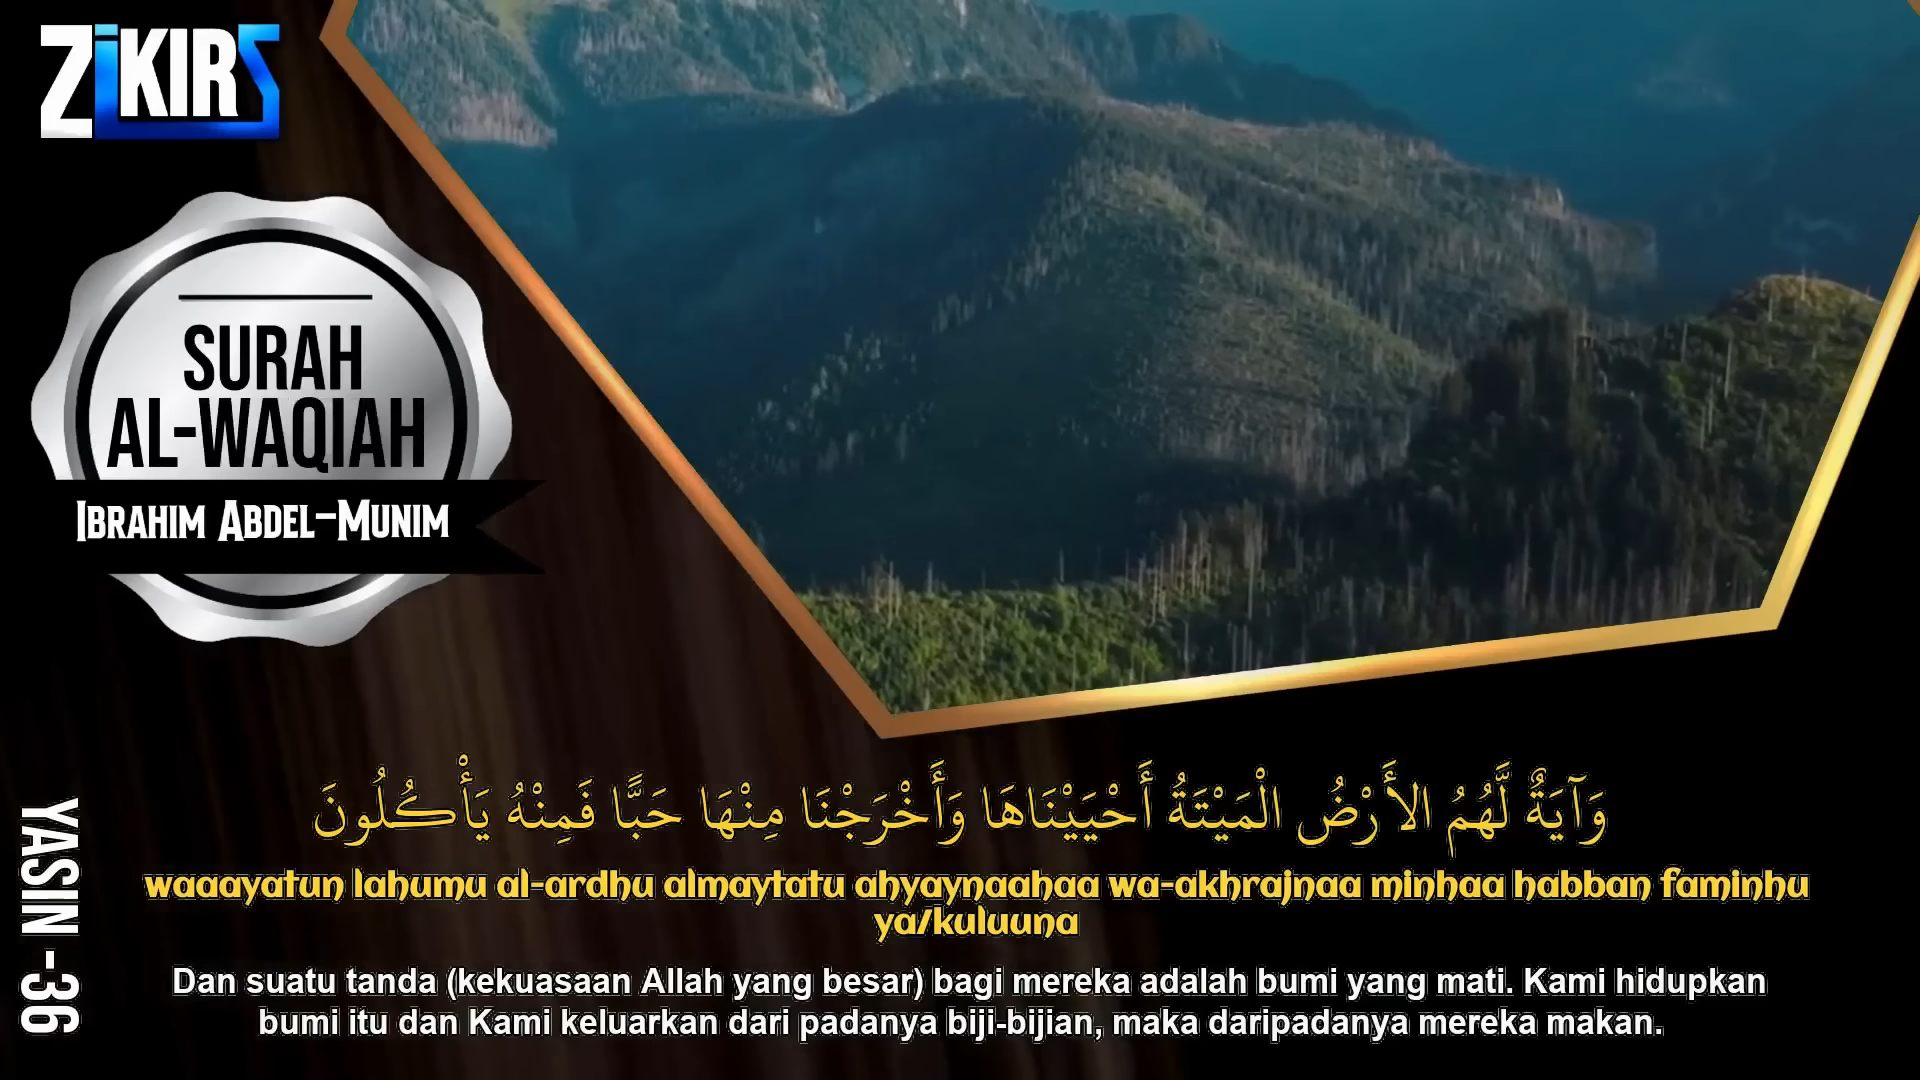 ZiKIRS
SURAH
AL-WAQIAH
IBRAHIM ABDEL-MUNIM
YASIN - 36
وَآيَةٌ لَّهُمُ الأَرْضُ الْمَيْتَةُ أَحْيَيْنَاهَا وَأَخْرَجْنَا مِنْهَا حَبًّا فَمِنْهُ يَأْكُلُونَ
waaayatun lahumu al-ardhu almaytatu ahyaynaahaa wa-akhrajnaa minhaa habban faminhu
ya/kuluuna
Dan suatu tanda (kekuasaan Allah yang besar) bagi mereka adalah bumi yang mati. Kami hidupkan
bumi itu dan Kami keluarkan dari padanya biji-bijian, maka daripadanya mereka makan.